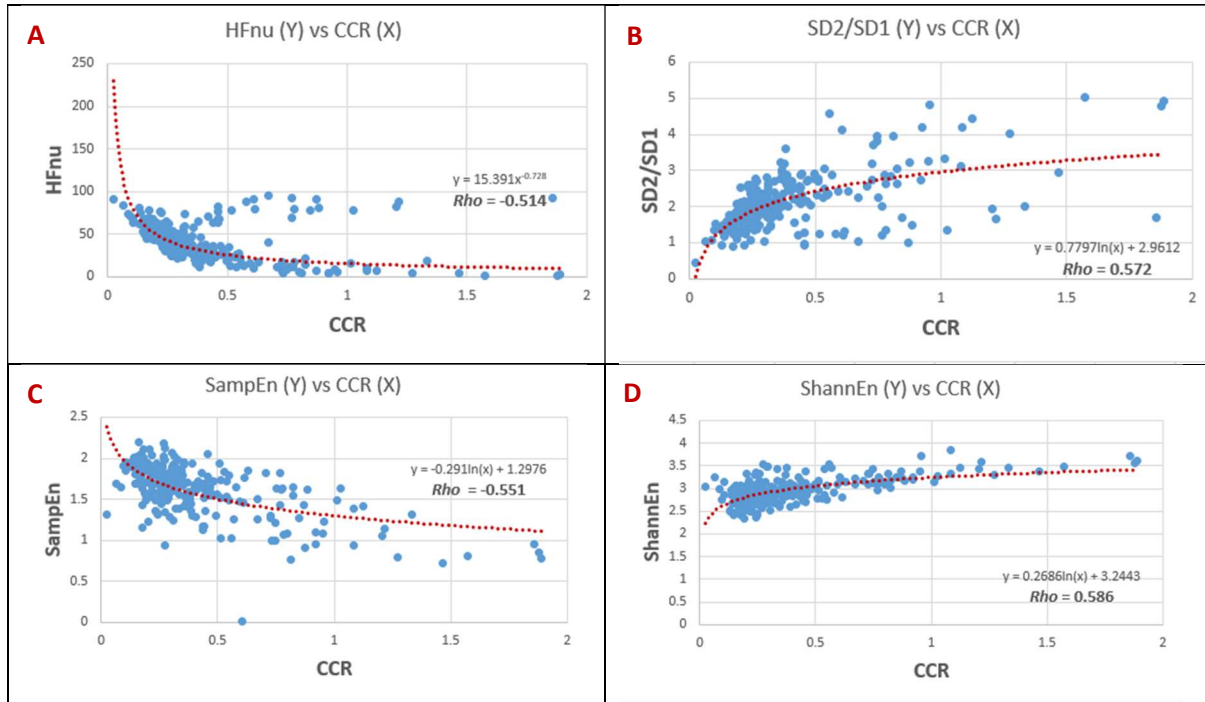 A
HFnu (Y) vs CCR (X)
HFnu
250
200
150
100
50
0
0 0.5 1 1.5 2
CCR
y = 15.391x^-0.728
Rho = -0.514
B
SD2/SD1 (Y) vs CCR (X)
SD2/SD1
6
5
4
3
2
1
0
0 0.5 1 1.5 2
CCR
y = 0.7797ln(x) + 2.9612
Rho = 0.572
C
SampEn (Y) vs CCR (X)
SampEn
2.5
2
1.5
1
0.5
0
0 0.5 1 1.5 2
CCR
y = -0.291ln(x) + 1.2976
Rho = -0.551
D
ShannEn (Y) vs CCR (X)
ShannEn
4.5
4
3.5
3
2.5
2
1.5
1
0.5
0
0 0.5 1 1.5 2
CCR
y = 0.2686ln(x) + 3.2443
Rho = 0.586